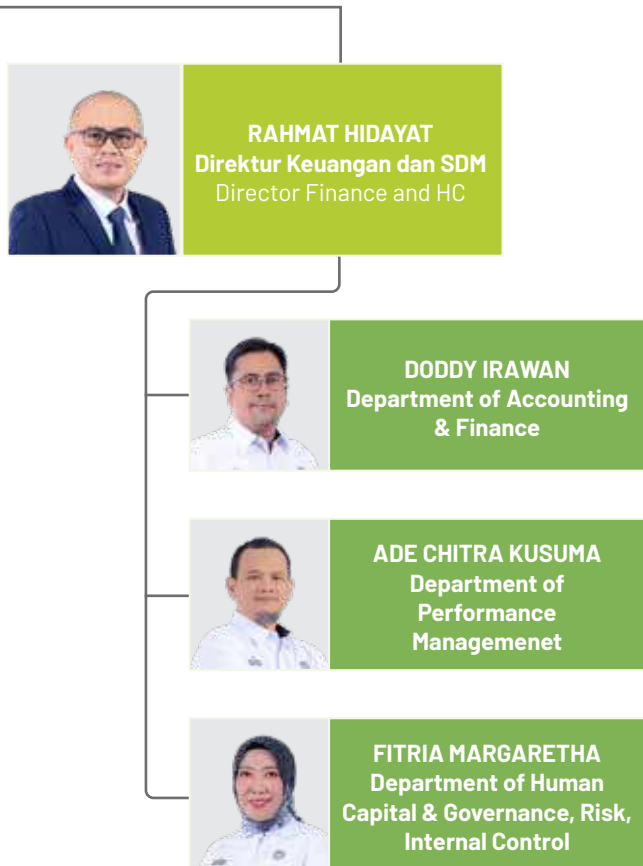 RAHMAT HIDAYAT
Direktur Keuangan dan SDM
Director Finance and HC
DODDY IRAWAN
Department of Accounting
& Finance
ADE CHITRA KUSUMA
Department of
Performance
Managemenet
FITRIA MARGARETHA
Department of Human
Capital & Governance, Risk,
Internal Control